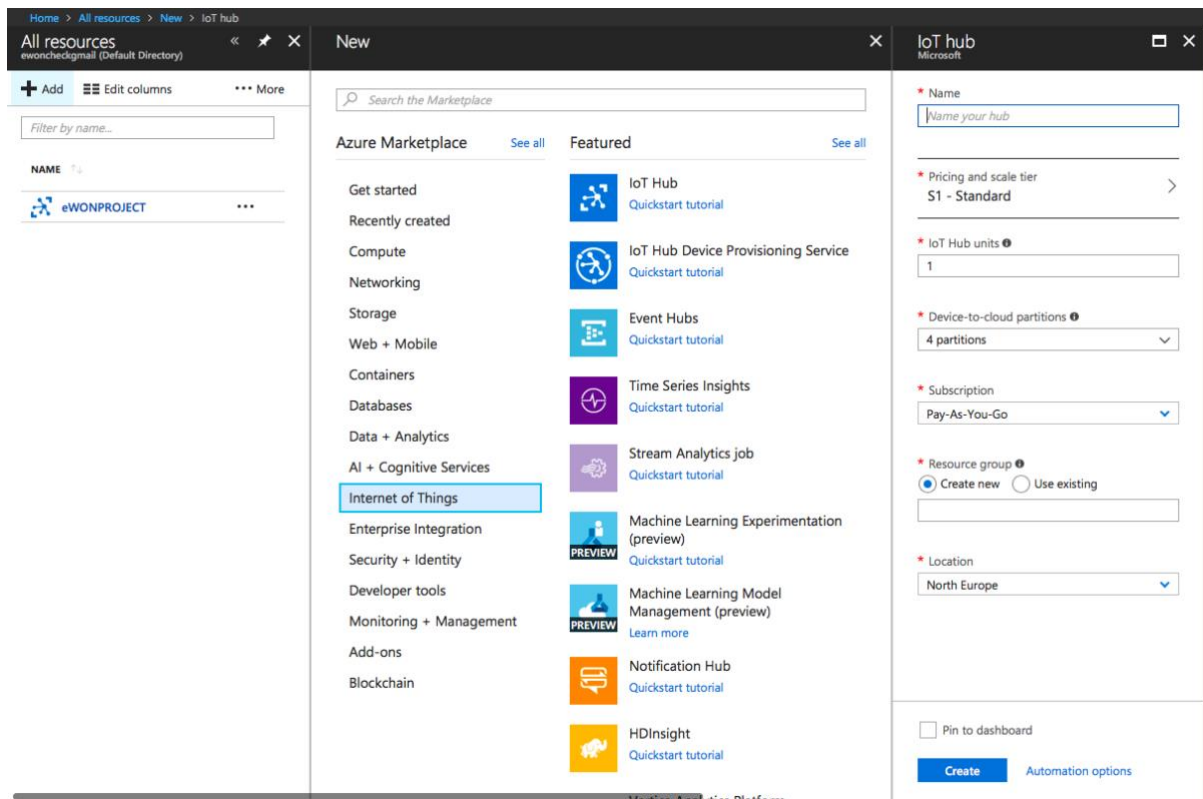 Home > All resources > New > IoT hub
All resources
ewoncheckgmail (Default Directory)
Add
Edit columns
More
Filter by name...
NAME
eWONPROJECT
New
Search the Marketplace
Azure Marketplace
See all
Get started
Recently created
Compute
Networking
Storage
Web + Mobile
Containers
Databases
Data + Analytics
AI + Cognitive Services
Internet of Things
Enterprise Integration
Security + Identity
Developer tools
Monitoring + Management
Add-ons
Blockchain
Featured
See all
IoT Hub
Quickstart tutorial
IoT Hub Device Provisioning Service
Quickstart tutorial
Event Hubs
Quickstart tutorial
Time Series Insights
Quickstart tutorial
Stream Analytics job
Quickstart tutorial
PREVIEW
Machine Learning Experimentation
(preview)
Quickstart tutorial
PREVIEW
Machine Learning Model
Management (preview)
Learn more
Notification Hub
Quickstart tutorial
HDInsight
Quickstart tutorial
IoT hub
Microsoft
* Name
Name your hub
* Pricing and scale tier
S1 - Standard
* IoT Hub units
1
* Device-to-cloud partitions
4 partitions
* Subscription
Pay-As-You-Go
* Resource group
Create new
Use existing
* Location
North Europe
Pin to dashboard
Create
Automation options